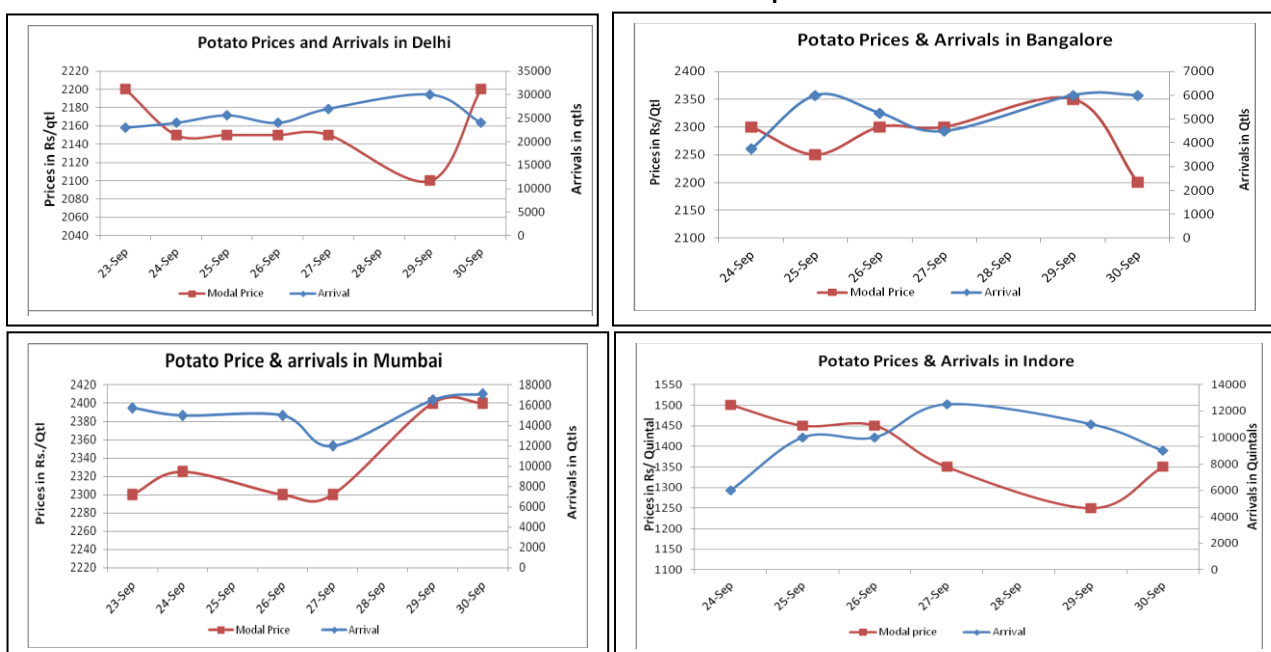 Potato Prices and Arrivals in Delhi
Prices in Rs/qtl
2220
2200
2180
2160
2140
2120
2100
2080
2060
2040
35000
30000
25000
20000
15000
10000
5000
0
Arrivals in qtls
23-Sep
24-Sep
25-Sep
26-Sep
27-Sep
28-Sep
29-Sep
30-Sep
Modal Price
Arrival
Potato Prices & Arrivals in Bangalore
Prices in Rs/Qtl
2400
2350
2300
2250
2200
2150
2100
7000
6000
5000
4000
3000
2000
1000
0
Arrivals in Qtls
24-Sep
25-Sep
26-Sep
27-Sep
28-Sep
29-Sep
30-Sep
Modal Price
Arrival
Potato Price & arrivals in Mumbai
Prices in Rs./Qtl
2420
2400
2380
2360
2340
2320
2300
2280
2260
2240
2220
18000
16000
14000
12000
10000
8000
6000
4000
2000
0
Arrivals in Qtls
23-Sep
24-Sep
25-Sep
26-Sep
27-Sep
28-Sep
29-Sep
30-Sep
Modal Price
Arrival
Potato Prices & Arrivals in Indore
Prices in Rs/ Quintal
1550
1500
1450
1400
1350
1300
1250
1200
1150
1100
14000
12000
10000
8000
6000
4000
2000
0
Arrivals in Quintals
24-Sep
25-Sep
26-Sep
27-Sep
28-Sep
29-Sep
30-Sep
Modal price
Arrival